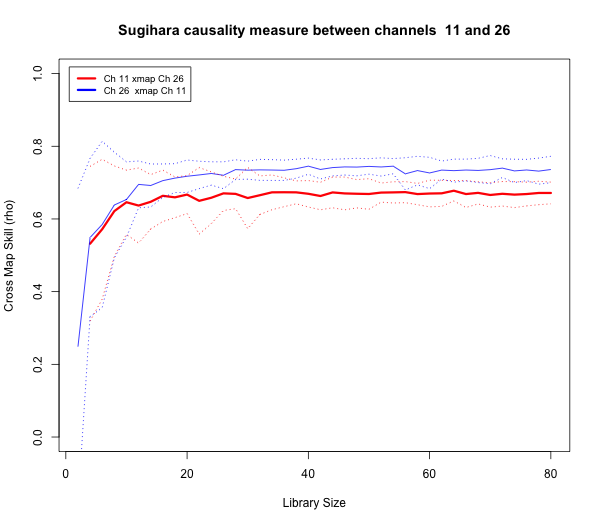 Sugihara causality measure between channels  11 and 26
Ch 11 xmap Ch 26
Ch 26  xmap Ch 11
Cross Map Skill (rho)
1.0
0.8
0.6
0.4
0.2
0.0
0 20 40 60 80
Library Size